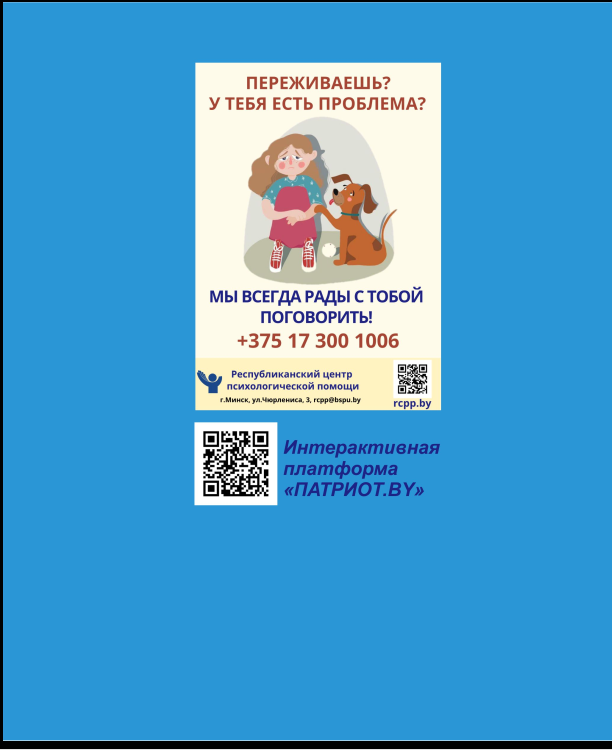 ПЕРЕЖИВАЕШЬ?
У ТЕБЯ ЕСТЬ ПРОБЛЕМА?
МЫ ВСЕГДА РАДЫ С ТОБОЙ
ПОГОВОРИТЬ!
+375 17 300 1006
Республиканский центр
психологической помощи
г.Минск, ул.Чюрлениса, 3, rcpp@bspu.by
rcpp.by
Интерактивная
платформа
«ПАТРИОТ.BY»